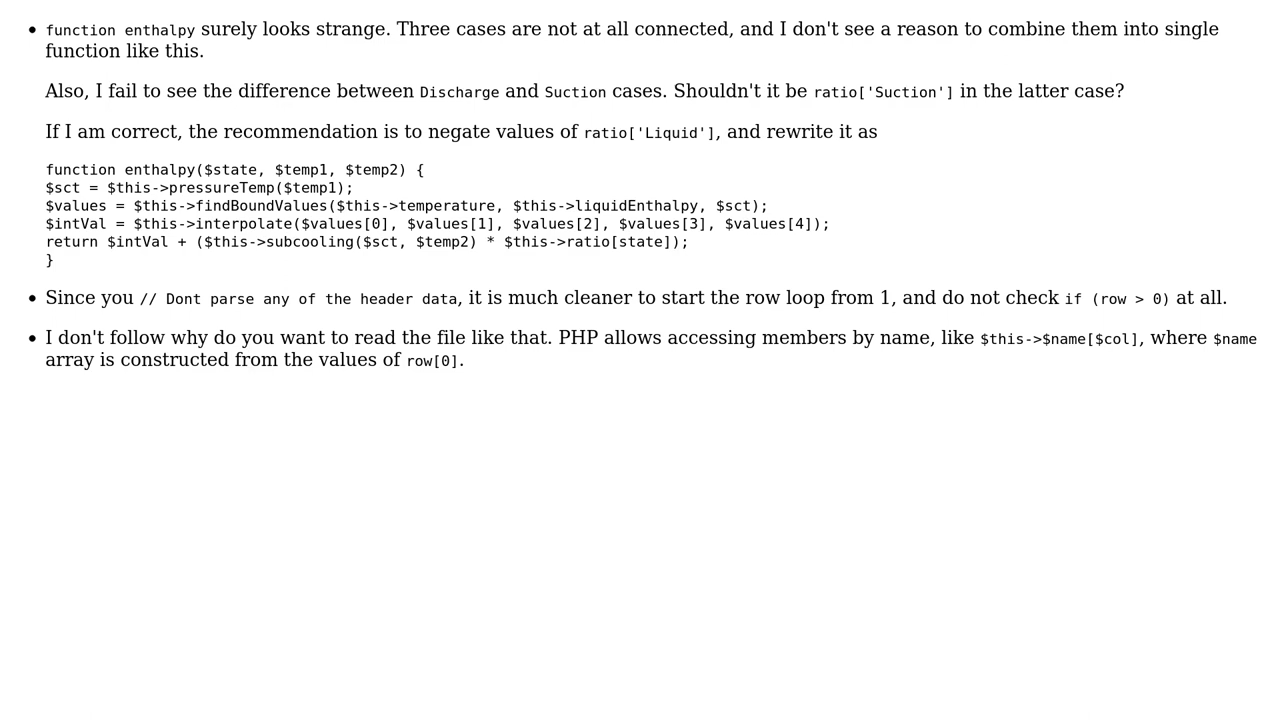 function enthalpy surely looks strange. Three cases are not at all connected, and I don't see a reason to combine them into single
function like this.
Also, I fail to see the difference between Discharge and Suction cases. Shouldn't it be ratio['Suction'] in the latter case?
If I am correct, the recommendation is to negate values of ratio['Liquid'], and rewrite it as
function enthalpy($state, $temp1, $temp2) {
$sct = $this->pressureTemp($temp1);
$values = $this->findBoundValues($this->temperature, $this->liquidEnthalpy, $sct);
$intVal = $this->interpolate($values[0], $values[1], $values[2], $values[3], $values[4]);
return $intVal + ($this->subcooling($sct, $temp2) * $this->ratio[state]);
}
Since you // Dont parse any of the header data, it is much cleaner to start the row loop from 1, and do not check if (row > 0) at all.
I don't follow why do you want to read the file like that. PHP allows accessing members by name, like $this->$name[$col], where $name
array is constructed from the values of row[0].